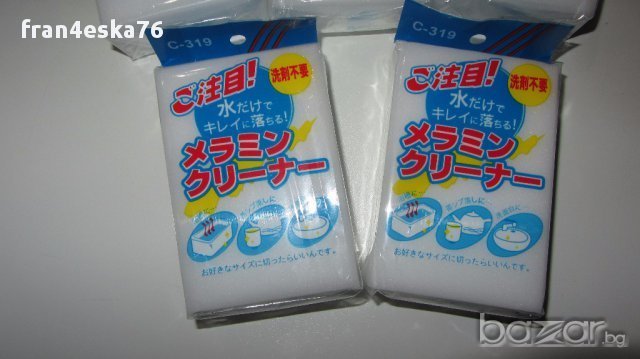 fran4eska76
C-319
ご注目!
洗剤不要
水だけで
キレイに落ちる!
メラミン
クリーナー
お好きなサイズに切ったらいいんです。
C-319
ご注目!
洗剤不要
水だけで
キレイに落ちる!
メラミン
クリーナー
お好きなサイズに切ったらいいんです。
bazar.bg